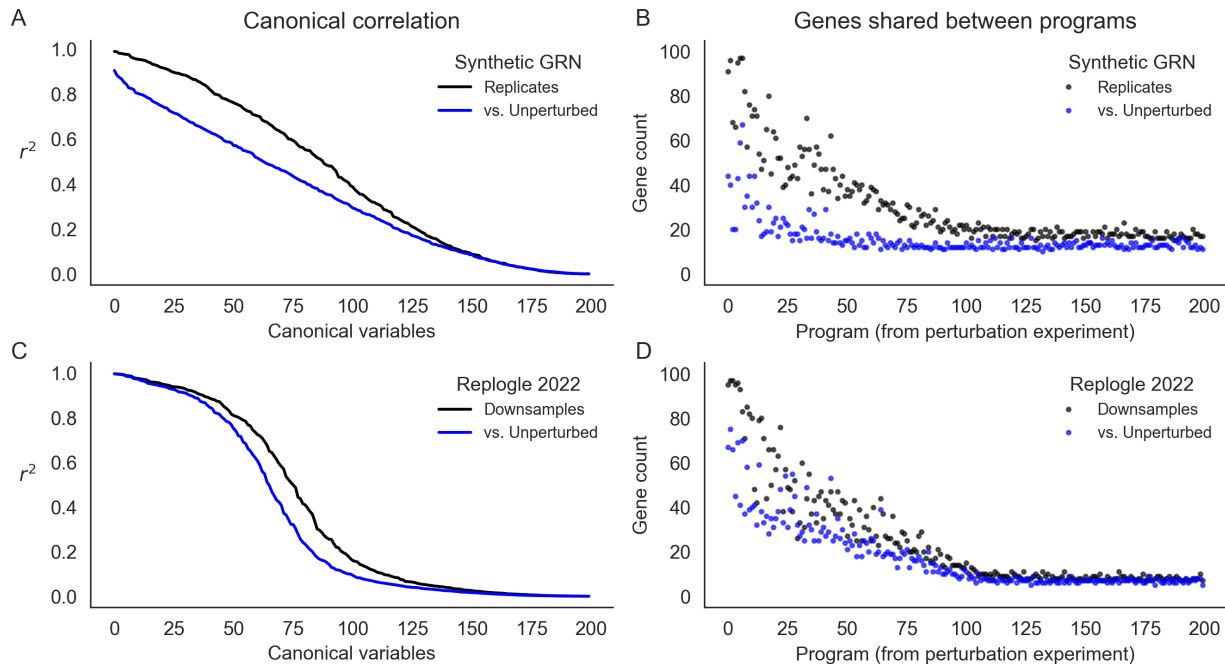 A
Canonical correlation
1.0
0.8
0.6
0.4
0.2
0.0
r²
Synthetic GRN
Replicates
vs. Unperturbed
0 25 50 75 100 125 150 175 200
Canonical variables
B
Genes shared between programs
100
80
60
40
20
0
Gene count
Synthetic GRN
Replicates
vs. Unperturbed
0 25 50 75 100 125 150 175 200
Program (from perturbation experiment)
C
1.0
0.8
0.6
0.4
0.2
0.0
r²
Replogle 2022
Downsamples
vs. Unperturbed
0 25 50 75 100 125 150 175 200
Canonical variables
D
100
80
60
40
20
0
Gene count
Replogle 2022
Downsamples
vs. Unperturbed
0 25 50 75 100 125 150 175 200
Program (from perturbation experiment)